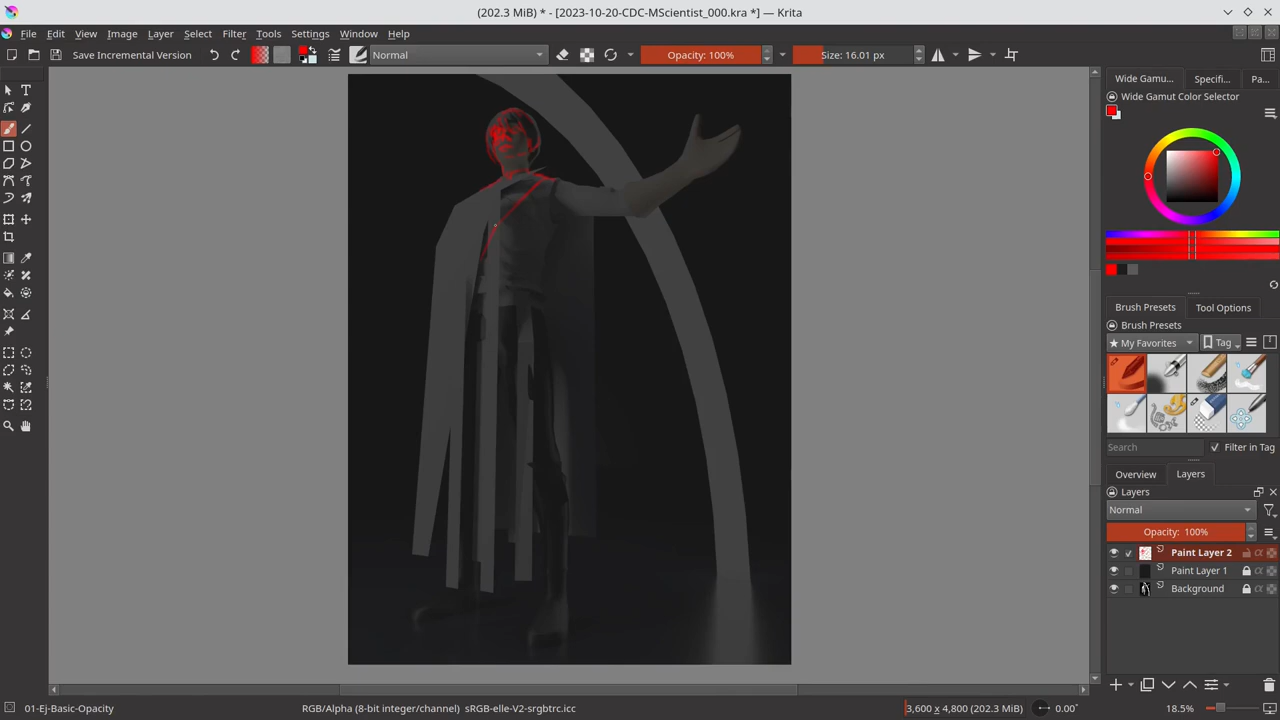 (202.3 MiB) * - [2023-10-20-CDC-MScientist_000.kra *] — Krita
File Edit View Image Layer Select Filter Tools Settings Window Help
Save Incremental Version Normal Opacity: 100% Size: 16.01 px
Wide Gamu... Specifi... Pa...
Wide Gamut Color Selector
Brush Presets Tool Options
Brush Presets
★ My Favorites Tag
Search Filter in Tag
Overview Layers
Layers
Normal
Opacity: 100%
Paint Layer 2
Paint Layer 1
Background
01-Ej-Basic-Opacity RGB/Alpha (8-bit integer/channel) sRGB-elle-V2-srgbtrc.icc 3,600 x 4,800 (202.3 MiB) 0.00° 18.5%